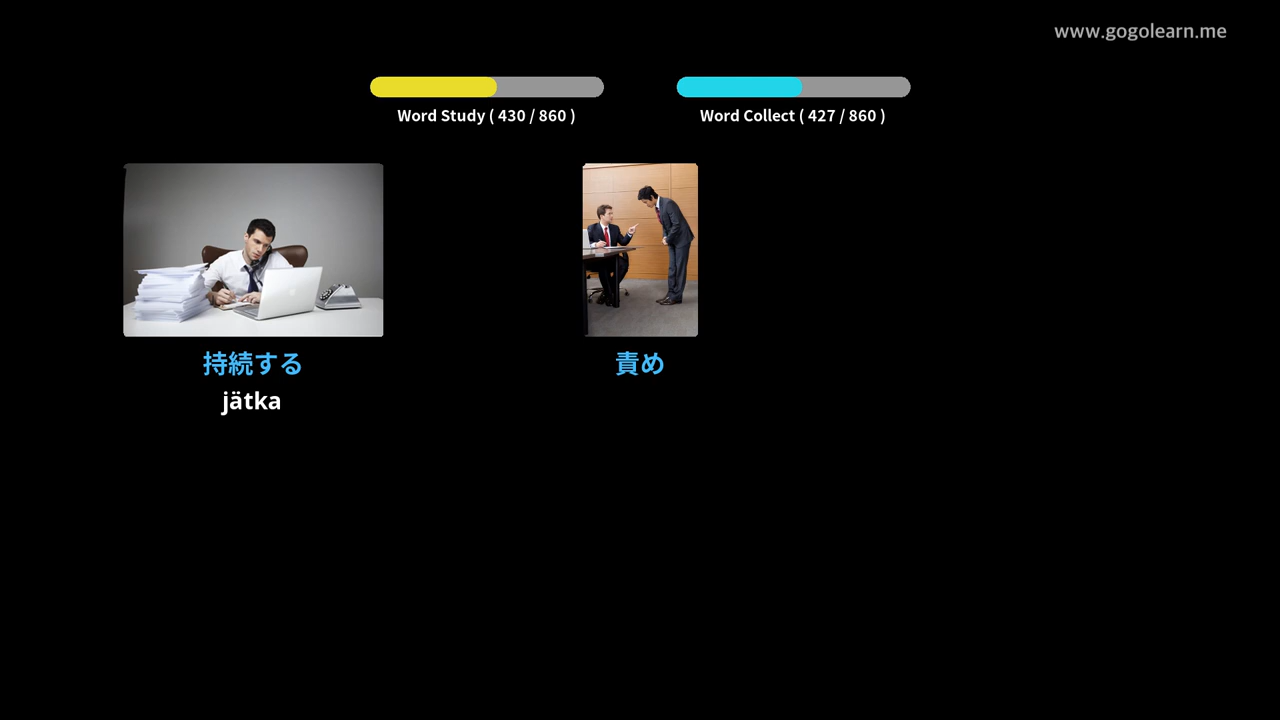 www.gogolearn.me
Word Study ( 430 / 860 )
Word Collect ( 427 / 860 )
持続する
jätka
責め